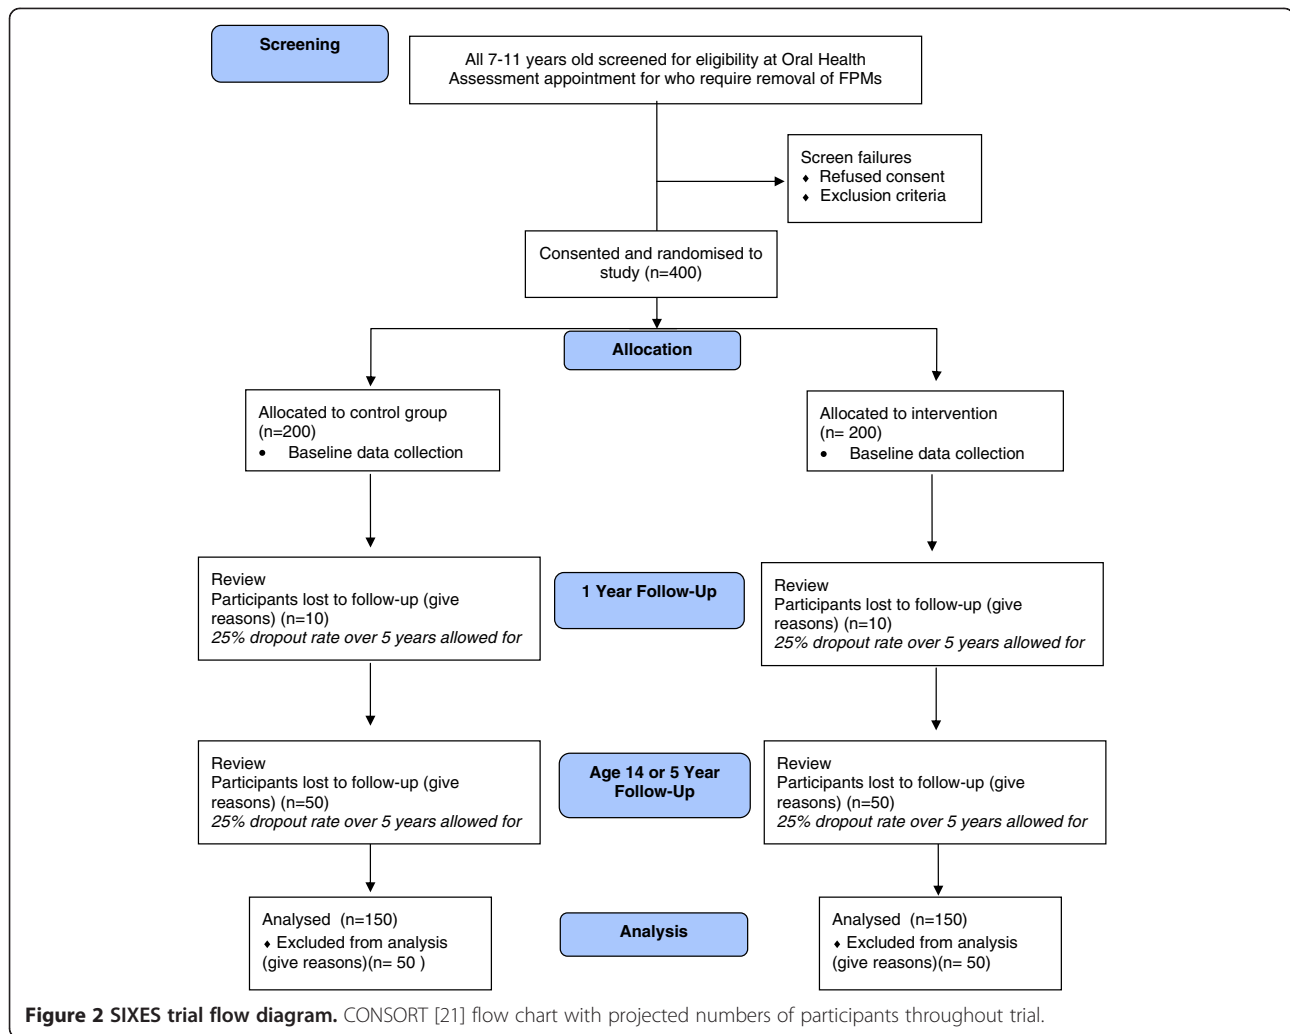 Screening
All 7-11 years old screened for eligibility at Oral Health
Assessment appointment for who require removal of FPMs
Screen failures
♦ Refused consent
♦ Exclusion criteria
Consented and randomised to
study (n=400)
Allocation
Allocated to control group
(n=200)
• Baseline data collection
Allocated to intervention
(n= 200)
• Baseline data collection
Review
Participants lost to follow-up (give
reasons) (n=10)
25% dropout rate over 5 years allowed for
1 Year Follow-Up
Review
Participants lost to follow-up (give
reasons) (n=10)
25% dropout rate over 5 years allowed for
Review
Participants lost to follow-up (give
reasons) (n=50)
25% dropout rate over 5 years allowed for
Age 14 or 5 Year
Follow-Up
Review
Participants lost to follow-up (give
reasons) (n=50)
25% dropout rate over 5 years allowed for
Analysed (n=150)
♦ Excluded from analysis
(give reasons)(n= 50 )
Analysis
Analysed (n=150)
♦ Excluded from analysis
(give reasons)(n= 50)
Figure 2 SIXES trial flow diagram. CONSORT [21] flow chart with projected numbers of participants throughout trial.